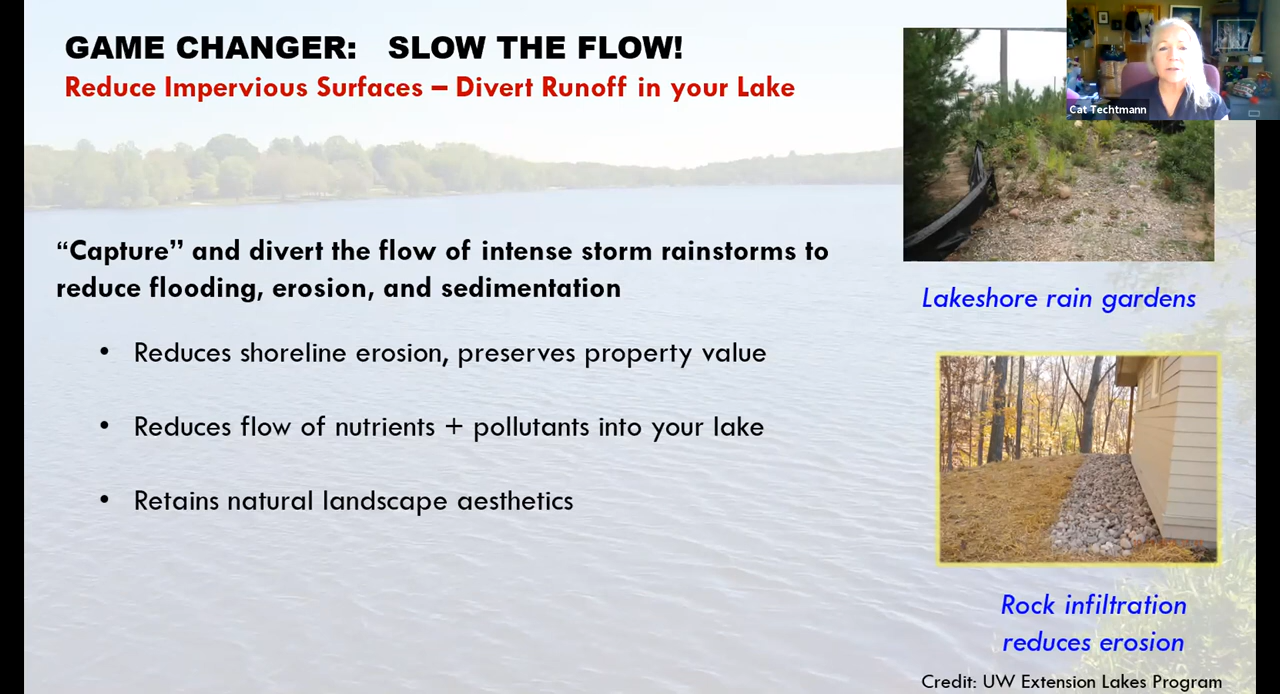 GAME CHANGER: SLOW THE FLOW!
Reduce Impervious Surfaces – Divert Runoff in your Lake
Cat Techtmann
“Capture” and divert the flow of intense storm rainstorms to
reduce flooding, erosion, and sedimentation
• Reduces shoreline erosion, preserves property value
• Reduces flow of nutrients + pollutants into your lake
• Retains natural landscape aesthetics
Lakeshore rain gardens
Rock infiltration
reduces erosion
Credit: UW Extension Lakes Program